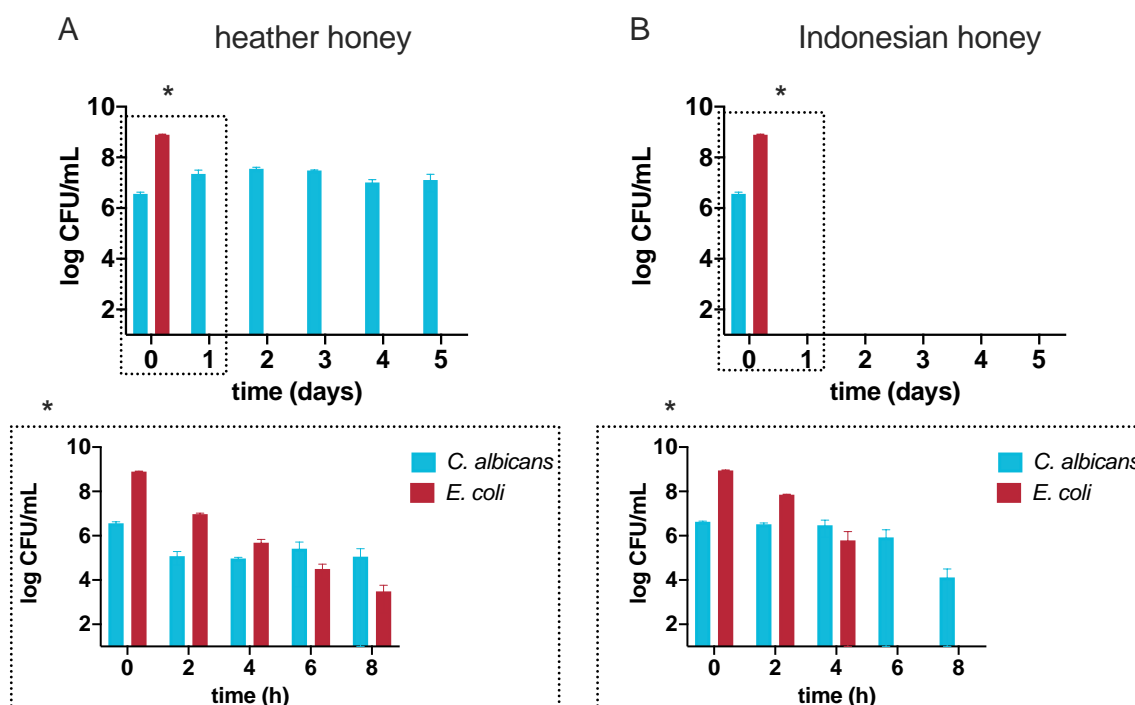 A
heather honey
*
log CFU/mL
10
8
6
4
2
0 1 2 3 4 5
time (days)
B
Indonesian honey
*
log CFU/mL
10
8
6
4
2
0 1 2 3 4 5
time (days)
*
log CFU/mL
10
8
6
4
2
0 2 4 6 8
time (h)
C. albicans
E. coli
*
log CFU/mL
10
8
6
4
2
0 2 4 6 8
time (h)
C. albicans
E. coli